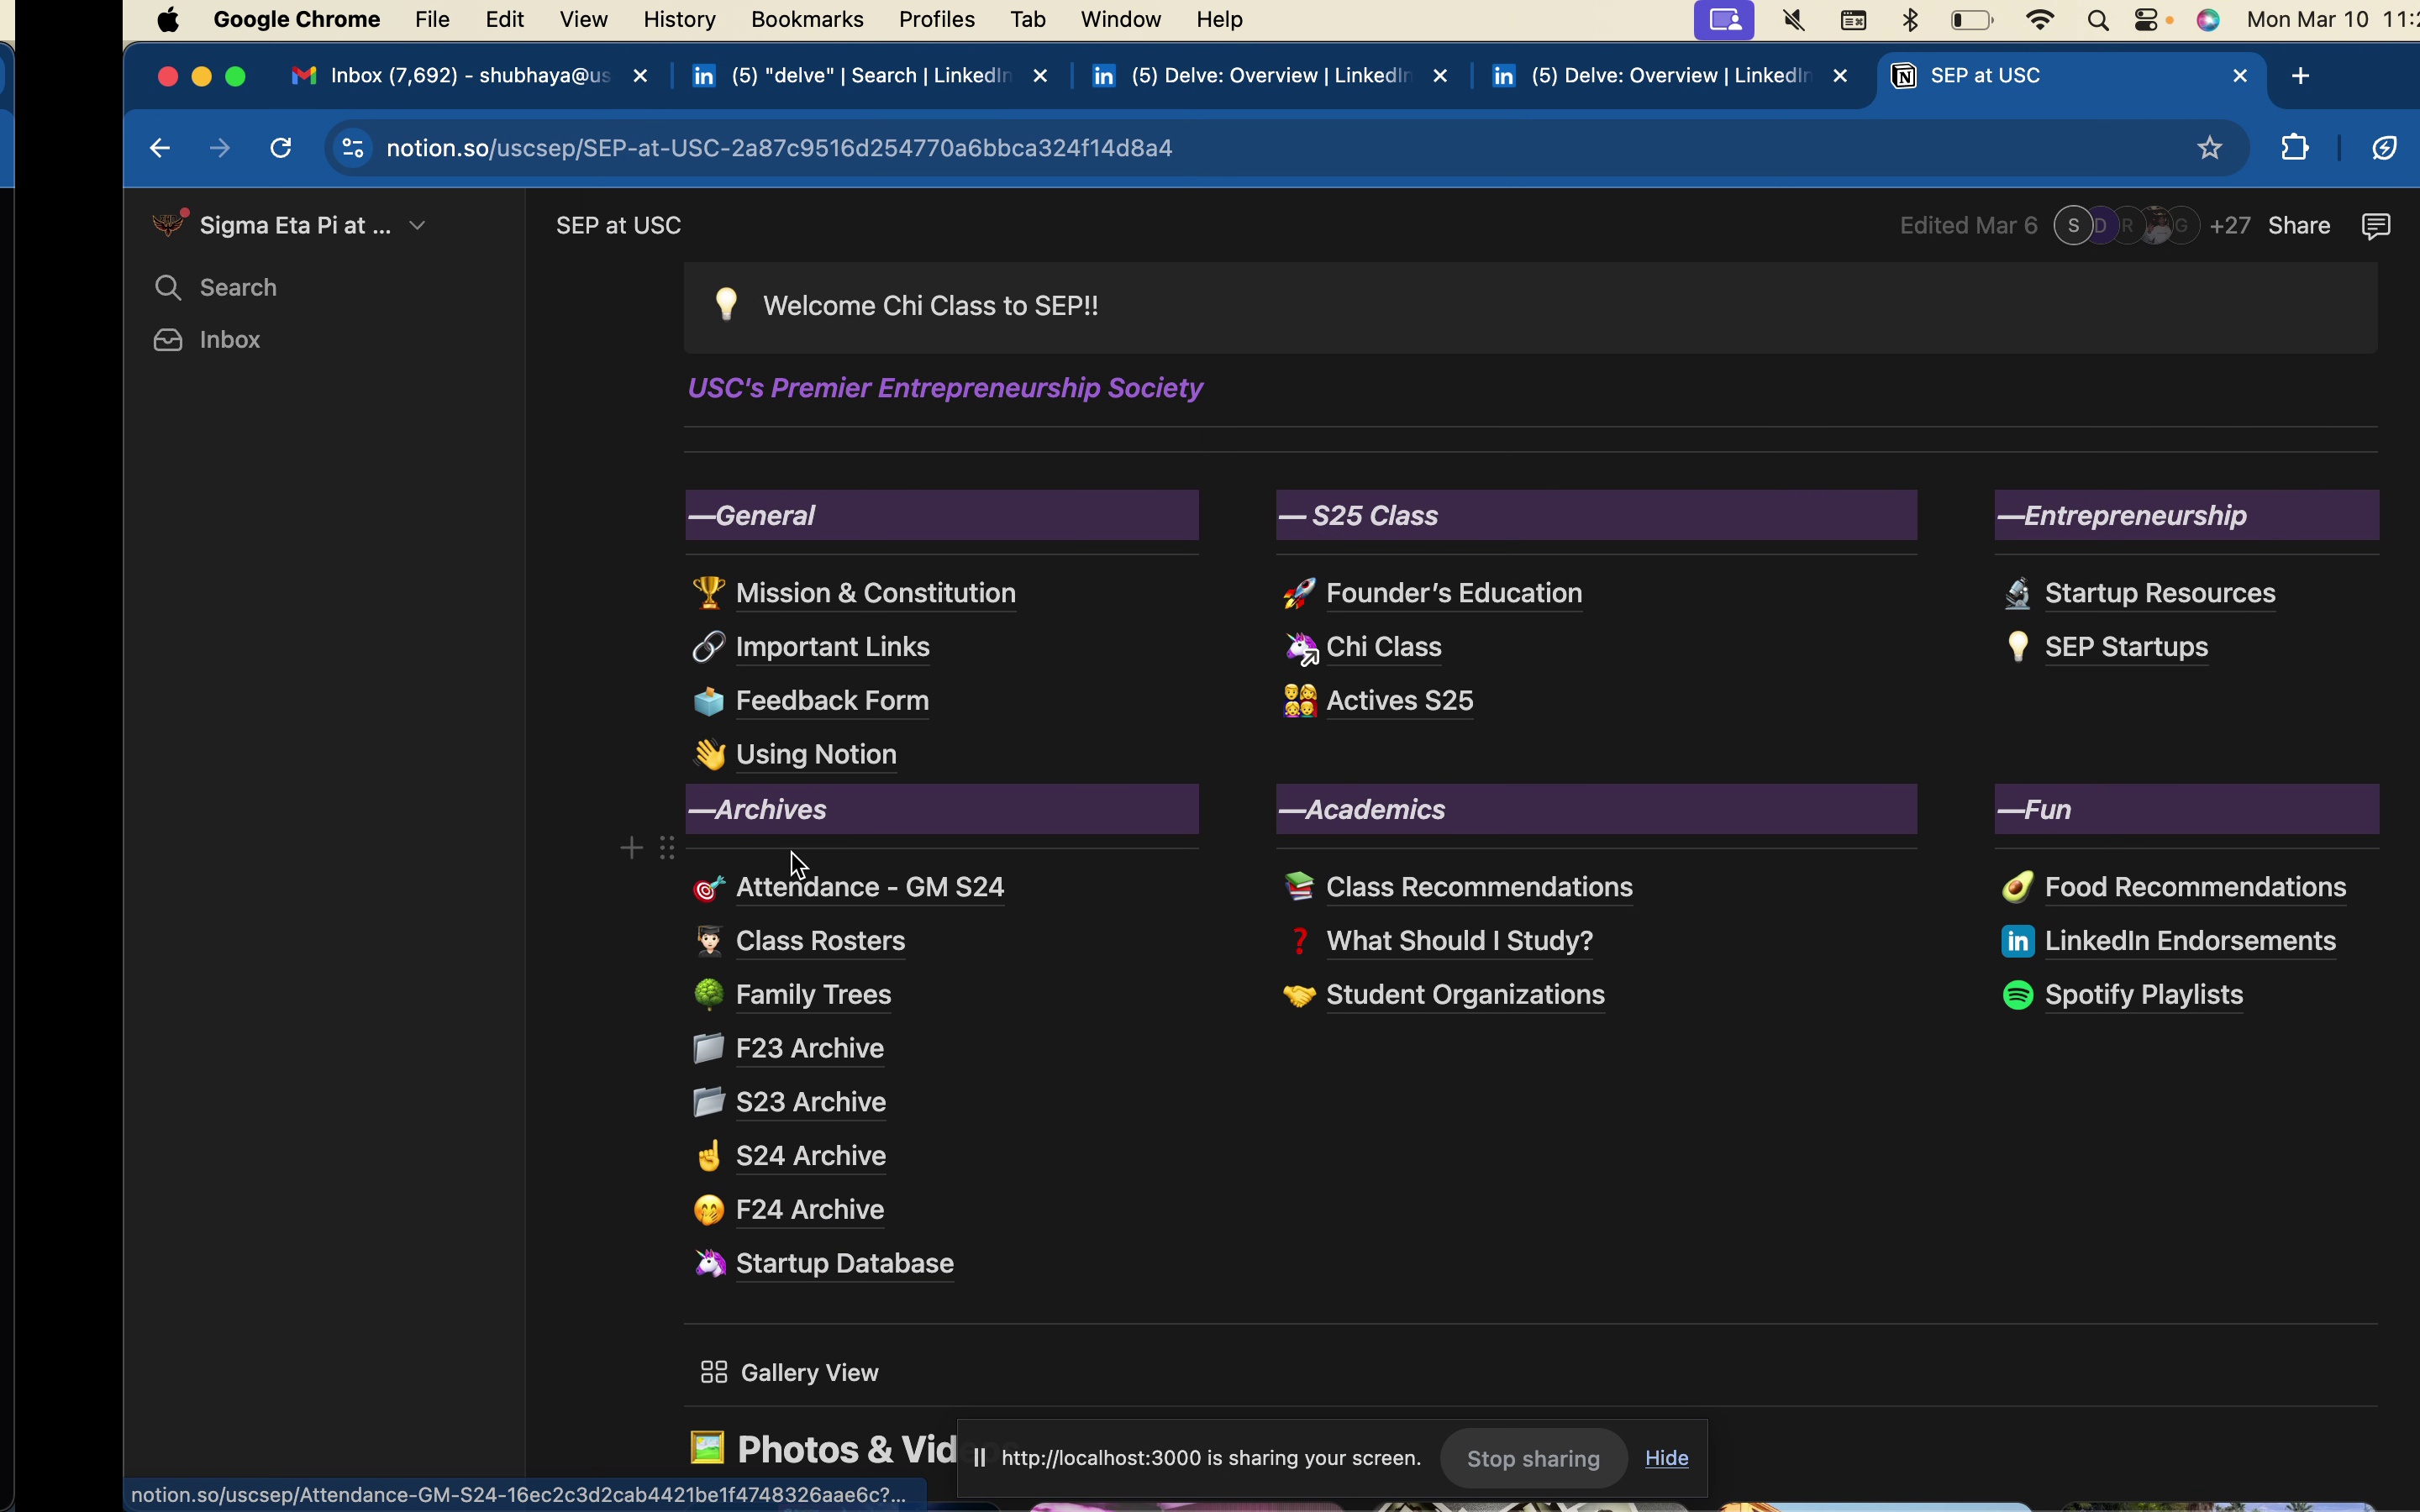 Google Chrome File Edit View History Bookmarks Profiles Tab Window Help Mon Mar 10 11:
Inbox (7,692) - shubhaya@us (5) "delve" | Search | LinkedIn (5) Delve: Overview | LinkedIn (5) Delve: Overview | LinkedIn SEP at USC
notion.so/uscsep/SEP-at-USC-2a87c9516d254770a6bbca324f14d8a4
Sigma Eta Pi at ...
SEP at USC
Edited Mar 6 S D R G +27 Share
Search
Inbox
Welcome Chi Class to SEP!!
USC's Premier Entrepreneurship Society
—General
Mission & Constitution
Important Links
Feedback Form
Using Notion
— S25 Class
Founder's Education
Chi Class
Actives S25
—Entrepreneurship
Startup Resources
SEP Startups
—Archives
Attendance - GM S24
Class Rosters
Family Trees
F23 Archive
S23 Archive
S24 Archive
F24 Archive
Startup Database
—Academics
Class Recommendations
What Should I Study?
Student Organizations
—Fun
Food Recommendations
LinkedIn Endorsements
Spotify Playlists
Gallery View
Photos & Vid
http://localhost:3000 is sharing your screen. Stop sharing Hide
notion.so/uscsep/Attendance-GM-S24-16ec2c3d2cab4421be1f4748326aae6c?...